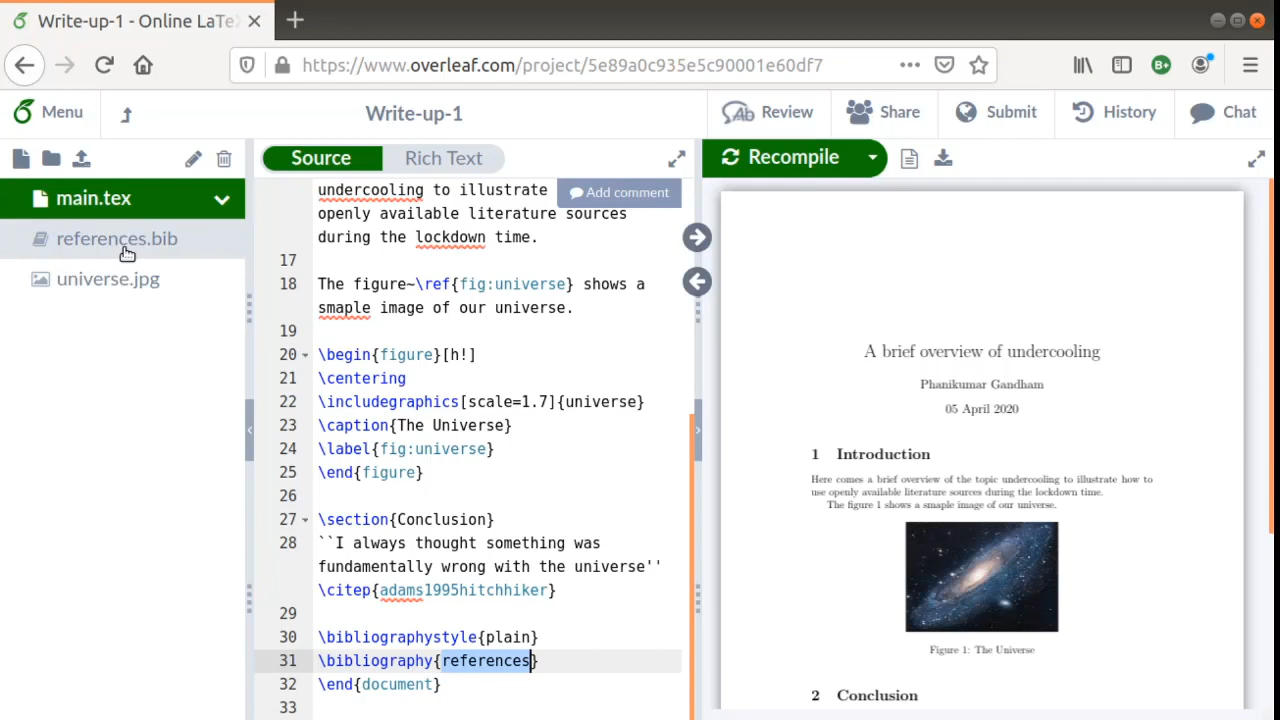 Write-up-1 - Online LaTe
https://www.overleaf.com/project/5e89a0c935e5c90001e60df7
Menu
Write-up-1
Review
Share
Submit
History
Chat
Source
Rich Text
Recompile
main.tex
references.bib
universe.jpg
Add comment
undercooling to illustrate
openly available literature sources
during the lockdown time.
17
18 The figure~\ref{fig:universe} shows a
smaple image of our universe.
19
20 \begin{figure}[h!]
21 \centering
22 \includegraphics[scale=1.7]{universe}
23 \caption{The Universe}
24 \label{fig:universe}
25 \end{figure}
26
27 \section{Conclusion}
28 ``I always thought something was
fundamentally wrong with the universe''
\citep{adams1995hitchhiker}
29
30 \bibliographystyle{plain}
31 \bibliography{references}
32 \end{document}
33
A brief overview of undercooling
Phanikumar Gandham
05 April 2020
1 Introduction
Here comes a brief overview of the topic undercooling to illustrate how to
use openly available literature sources during the lockdown time.
The figure 1 shows a smaple image of our universe.
Figure 1: The Universe
2 Conclusion